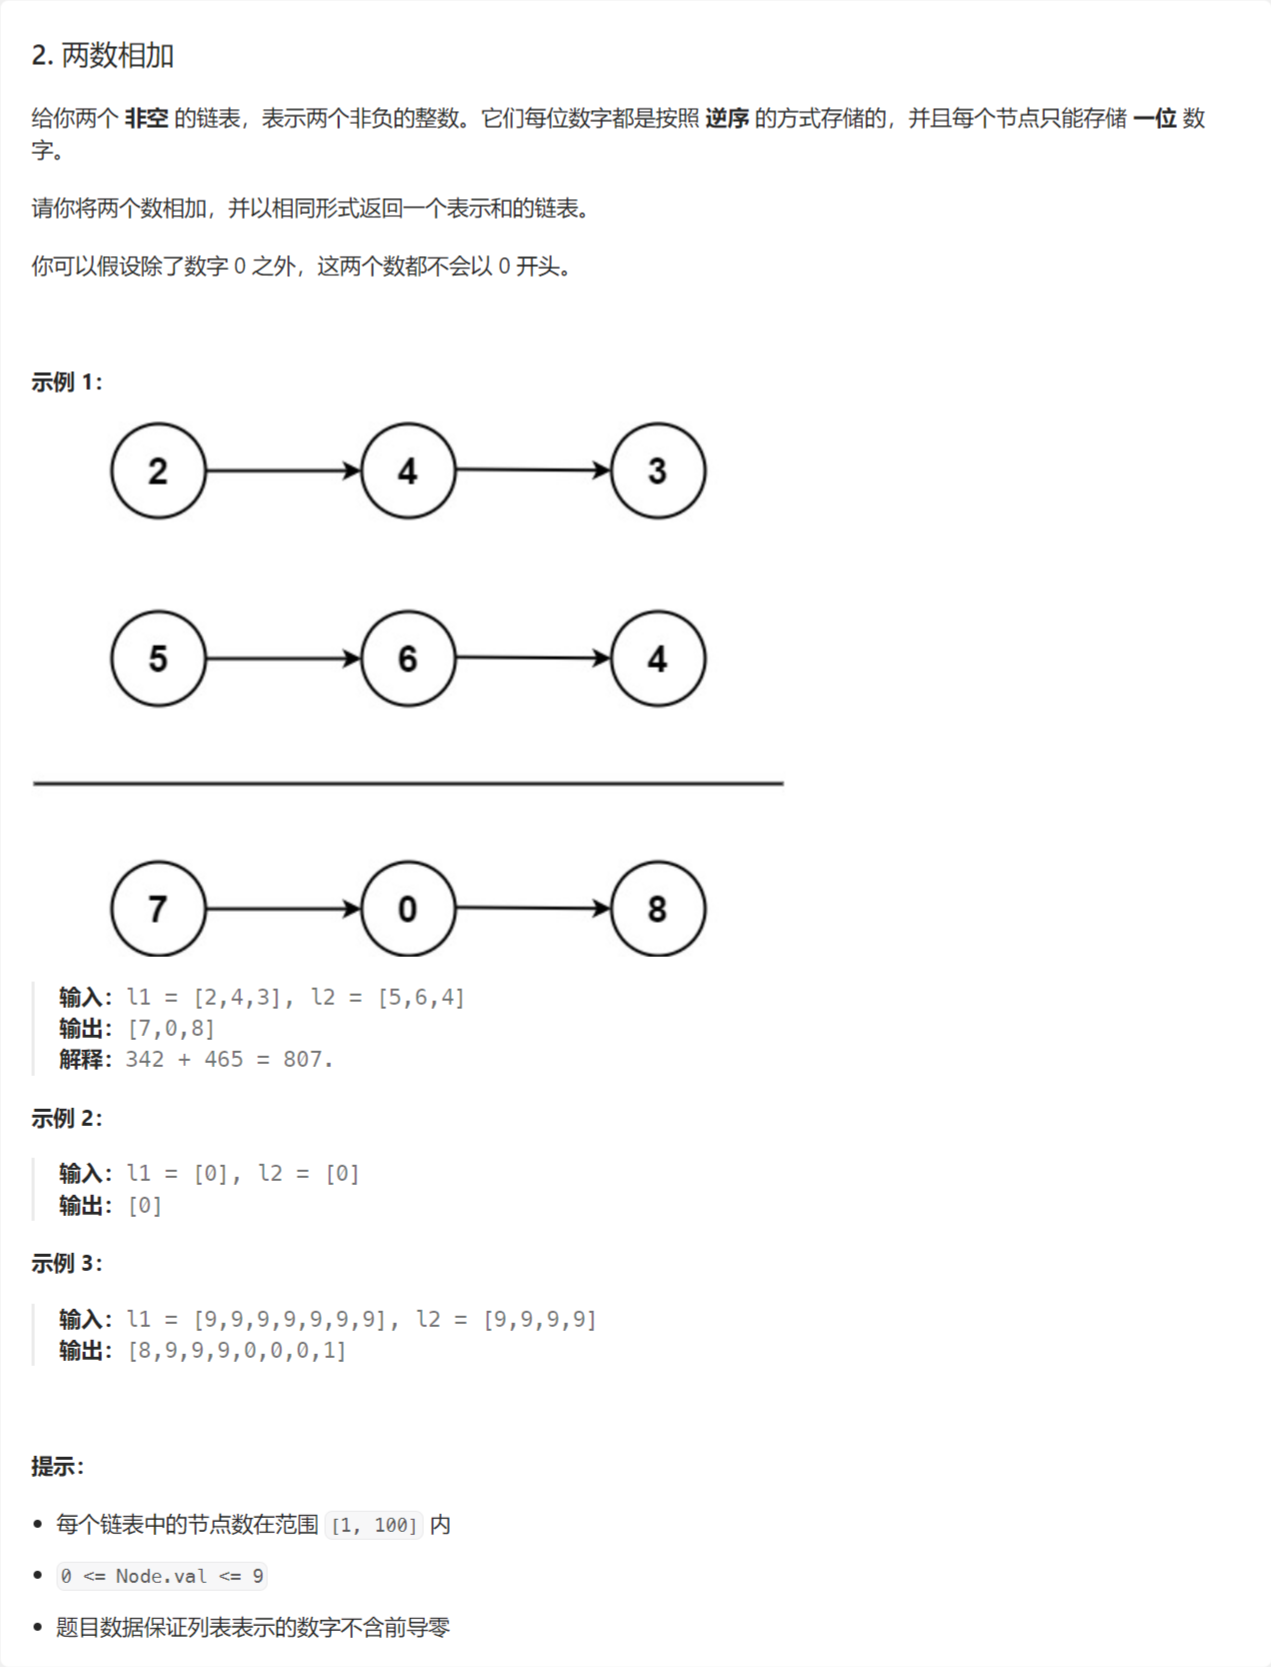 2. 两数相加
给你两个 非空 的链表，表示两个非负的整数。它们每位数字都是按照 逆序 的方式存储的，并且每个节点只能存储 一位 数
字。
请你将两个数相加，并以相同形式返回一个表示和的链表。
你可以假设除了数字 0 之外，这两个数都不会以 0 开头。
示例 1：
2 4 3
5 6 4
7 0 8
输入：l1 = [2,4,3], l2 = [5,6,4]
输出：[7,0,8]
解释：342 + 465 = 807.
示例 2：
输入：l1 = [0], l2 = [0]
输出：[0]
示例 3：
输入：l1 = [9,9,9,9,9,9,9], l2 = [9,9,9,9]
输出：[8,9,9,9,0,0,0,1]
提示：
• 每个链表中的节点数在范围 [1, 100] 内
• 0 <= Node.val <= 9
• 题目数据保证列表表示的数字不含前导零